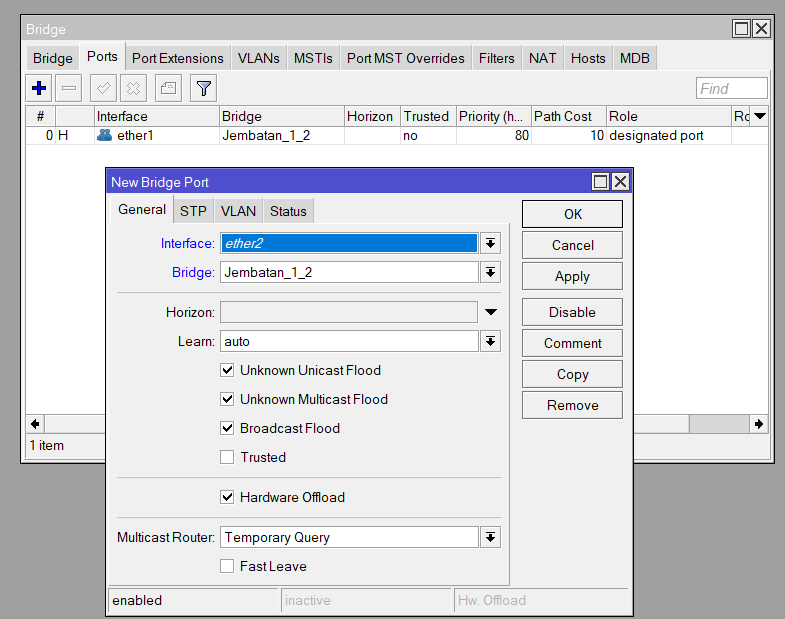 Bridge
Bridge Ports Port Extensions VLANs MSTIs Port MST Overrides Filters NAT Hosts MDB
Find
# Interface Bridge Horizon Trusted Priority (h... Path Cost Role Ro
0 H ether1 Jembatan_1_2 no 80 10 designated port
New Bridge Port
General STP VLAN Status
Interface: ether2
Bridge: Jembatan_1_2
Horizon:
Learn: auto
Unknown Unicast Flood
Unknown Multicast Flood
Broadcast Flood
Trusted
Hardware Offload
Multicast Router: Temporary Query
Fast Leave
OK
Cancel
Apply
Disable
Comment
Copy
Remove
enabled inactive Hw. Offload
1 item